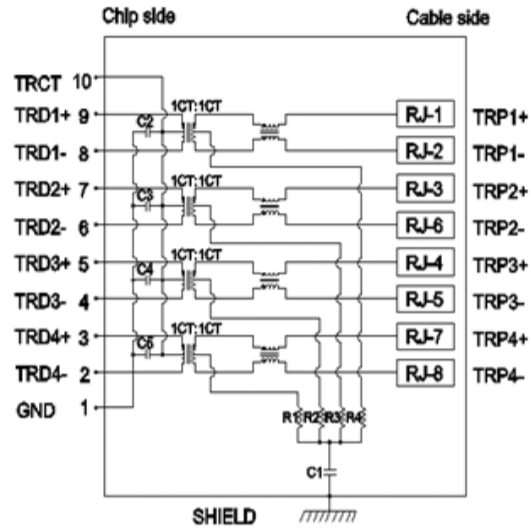 Chip side Cable side
TRCT 10
TRD1+ 9 C2 1CT:1CT RJ-1 TRP1+
TRD1- 8 RJ-2 TRP1-
TRD2+ 7 C3 1CT:1CT RJ-3 TRP2+
TRD2- 6 RJ-6 TRP2-
TRD3+ 5 C4 1CT:1CT RJ-4 TRP3+
TRD3- 4 RJ-5 TRP3-
TRD4+ 3 C5 1CT:1CT RJ-7 TRP4+
TRD4- 2 RJ-8 TRP4-
GND 1 R1 R2 R3 R4
C1
SHIELD